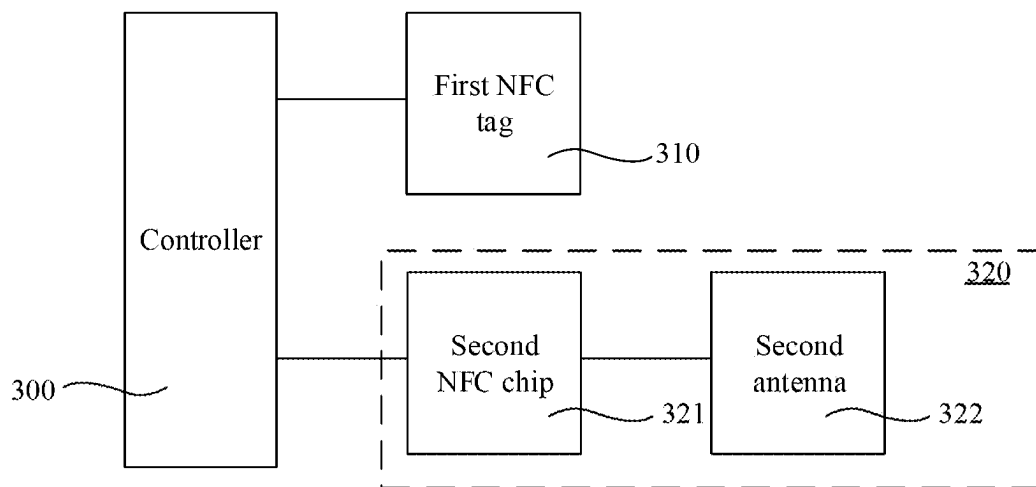 First NFC
tag
310
Controller
320
Second
NFC chip
Second
antenna
300
321
322